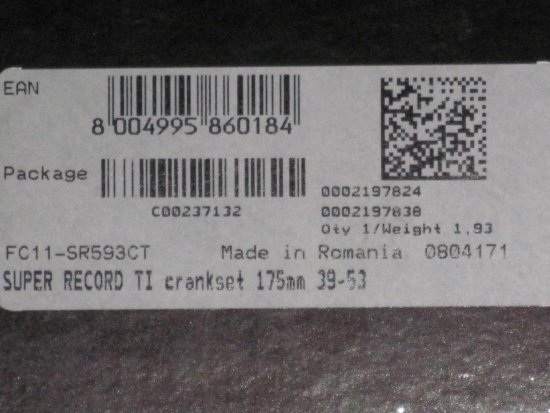 EAN
8 004995 860184
Package
C00237132
0002197824
0002197838
Qty 1/Weight 1,93
FC11-SR593CT Made in Romania 0804171
SUPER RECORD TI crankset 175mm 39-53